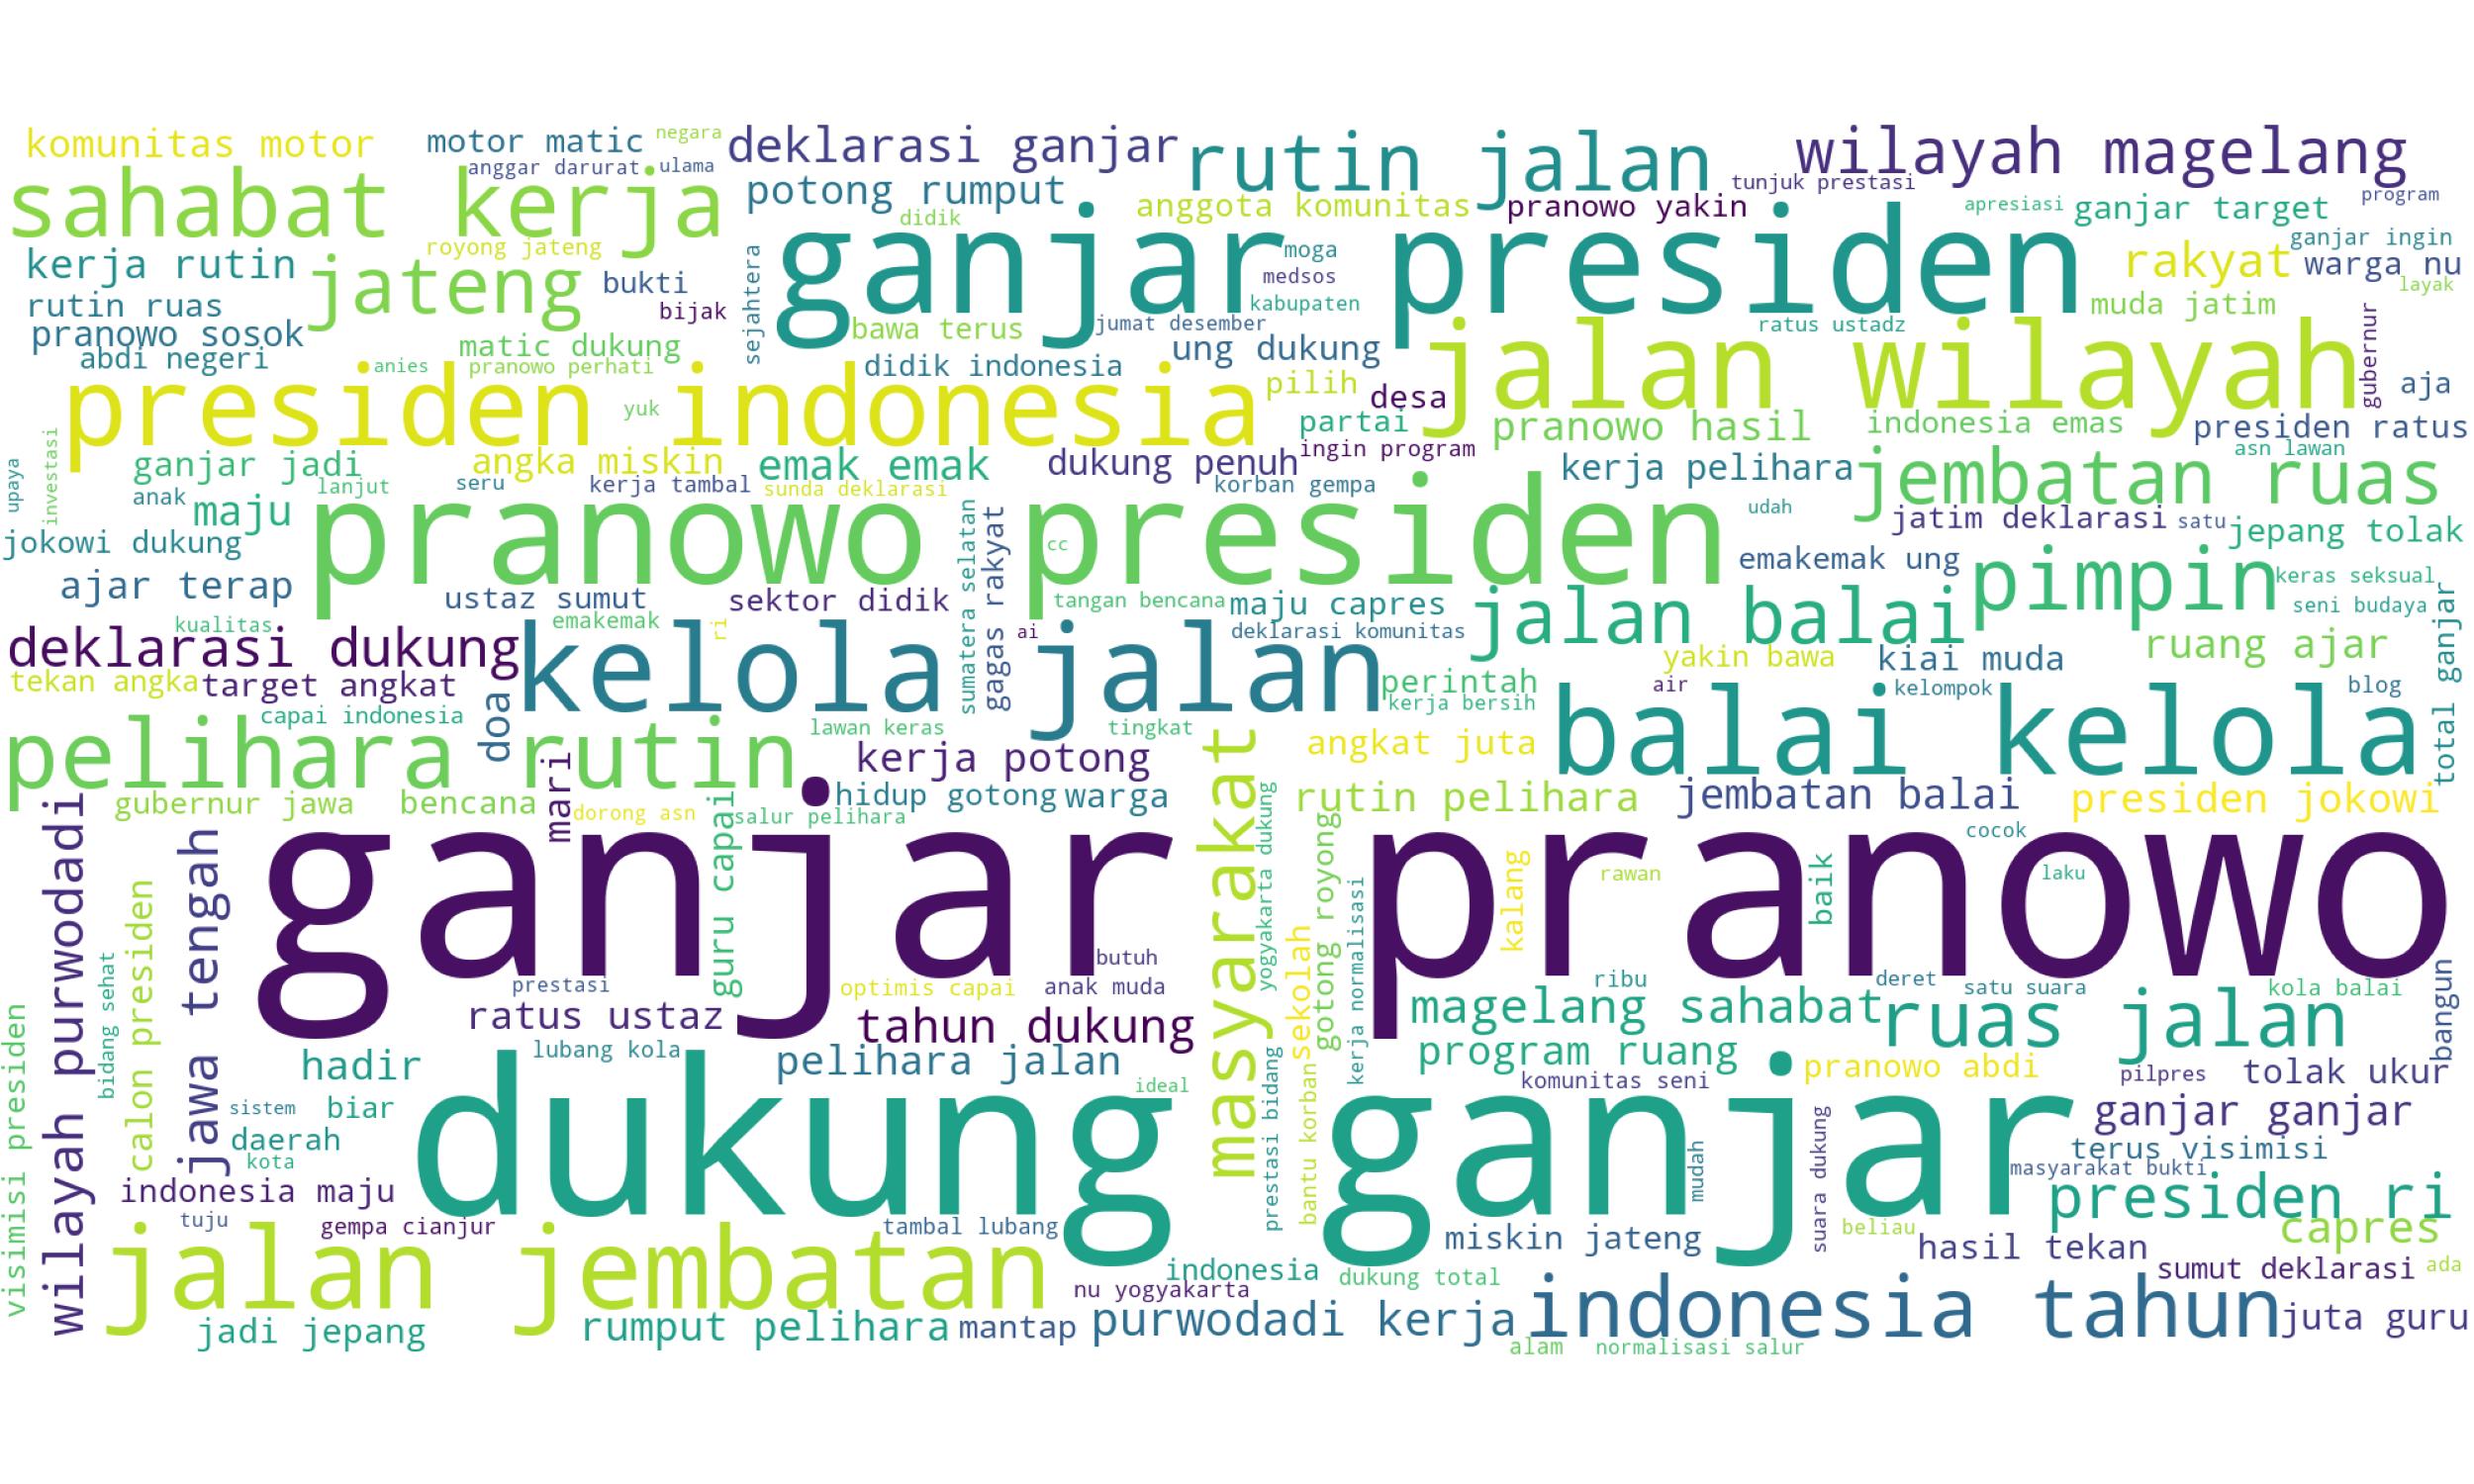 komunitas motor
motor matic
negara
deklarasi ganjar
rutin jalan
wilayah magelang
anggar darurat
ulama
sahabat kerja
potong rumput
tunjuk prestasi
program
didik
anggota komunitas
pranowo yakin
apresiasi
ganjar target
royong jateng
ganjar presiden
moga
ganjar ingin
kerja rutin
jateng
bukti
sejahtera
medsos
rakyat
warga nu
rutin ruas
bijak
kabupaten
muda jatim
layak
pranowo sosok
bawa terus
jumat desember
ratus ustadz
gubernur
abdi negeri
matic dukung
ung dukung
jalan wilayah
anies
pranowo perhati
didik indonesia
presiden indonesia
pilih
desa
aja
yuk
partai
pranowo hasil
indonesia emas
presiden ratus
upaya
investasi
ganjar jadi
angka miskin
emak emak
dukung penuh
ingin program
kerja pelihara
jembatan ruas
asn lawan
anak
lanjut
seru
kerja tambal
sunda deklarasi
korban gempa
maju
pranowo presiden
udah
jatim deklarasi
satu
jepang tolak
jokowi dukung
sumatera selatan
gagas rakyat
cc
emakemak ung
pimpin
keras seksual
ajar terap
ustaz sumut
sektor didik
tangan bencana
maju capres
jalan balai
seni budaya
kualitas
emakemak
ri
ai
deklarasi komunitas
total ganjar
deklarasi dukung
kelola jalan
ruang ajar
tekan angka
target angkat
doa
perintah
yakin bawa
kiai muda
air
kelompok
blog
capai indonesia
kerja bersih
balai kelola
pelihara rutin
lawan keras
tingkat
masyarakat
angkat juta
mari
kerja potong
gubernur jawa
bencana
dorong asn
guru capai
salur pelihara
hidup gotong
warga
yogyakarta dukung
rutin pelihara
jembatan balai
presiden jokowi
wilayah purwodadi
jawa tengah
ganjar pranowo
cocok
kalang
rawan
baik
laku
calon presiden
bidang sehat
gotong royong
kerja normalisasi
sekolah
butuh
prestasi
optimis capai
anak muda
ribu
deret
satu suara
kola balai
bangun
visimisi presiden
ratus ustaz
tahun dukung
magelang sahabat
ruas jalan
hadir
lubang kola
pelihara jalan
ideal
prestasi bidang
bantu korban
program ruang
pranowo abdi
komunitas seni
pilpres
tolak ukur
sistem
biar
dukung ganjar
mudah
suara dukung
ganjar ganjar
daerah
kota
terus visimisi
masyarakat bukti
indonesia maju
presiden ri
tuju
gempa cianjur
tambal lubang
miskin jateng
beliau
hasil tekan
capres
jalan jembatan
indonesia
dukung total
sumut deklarasi
ada
nu yogyakarta
jadi jepang
rumput pelihara
mantap
purwodadi kerja
indonesia tahun
juta guru
alam
normalisasi salur